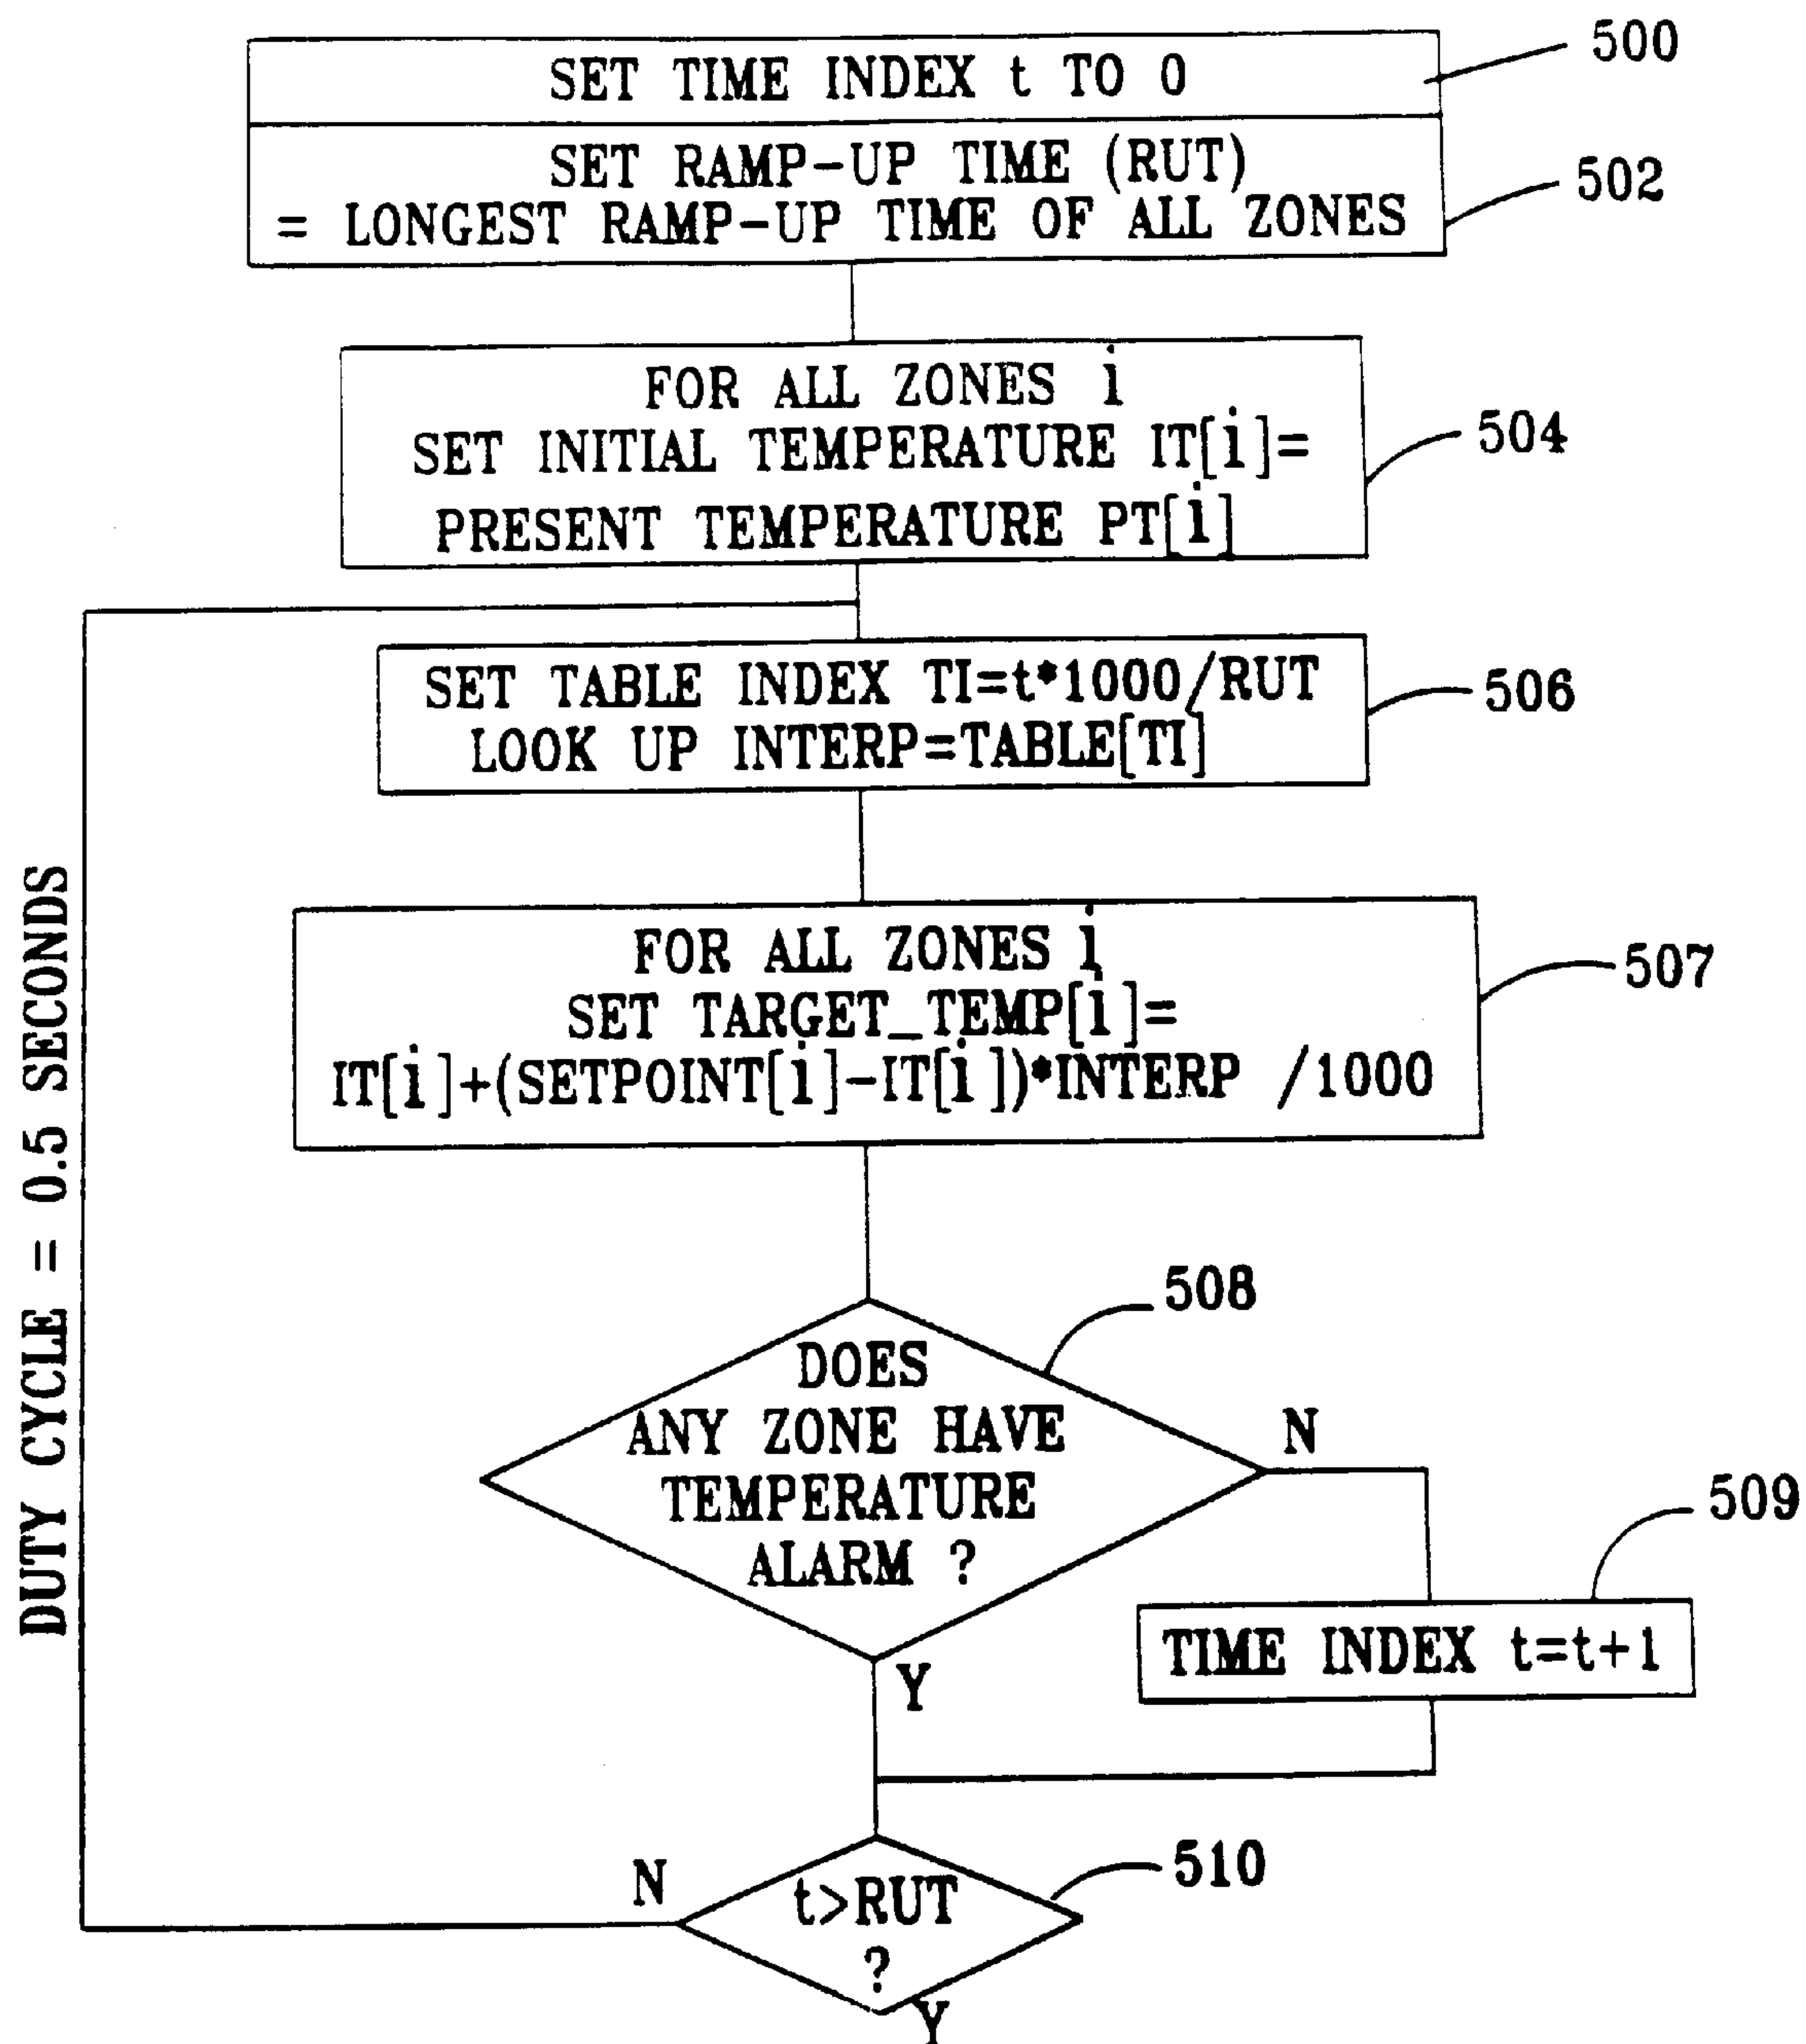 SET TIME INDEX t TO 0
500
SET RAMP-UP TIME (RUT)
= LONGEST RAMP-UP TIME OF ALL ZONES
502
FOR ALL ZONES i
SET INITIAL TEMPERATURE IT[i]=
PRESENT TEMPERATURE PT[i]
504
SET TABLE INDEX TI=t*1000/RUT
LOOK UP INTERP=TABLE[TI]
506
FOR ALL ZONES i
SET TARGET_TEMP[i]=
IT[i]+(SETPOINT[i]-IT[i])*INTERP /1000
507
DUTY CYCLE = 0.5 SECONDS
DOES
ANY ZONE HAVE
TEMPERATURE
ALARM ?
508
N
509
TIME INDEX t=t+1
Y
N
t>RUT
?
510
Y